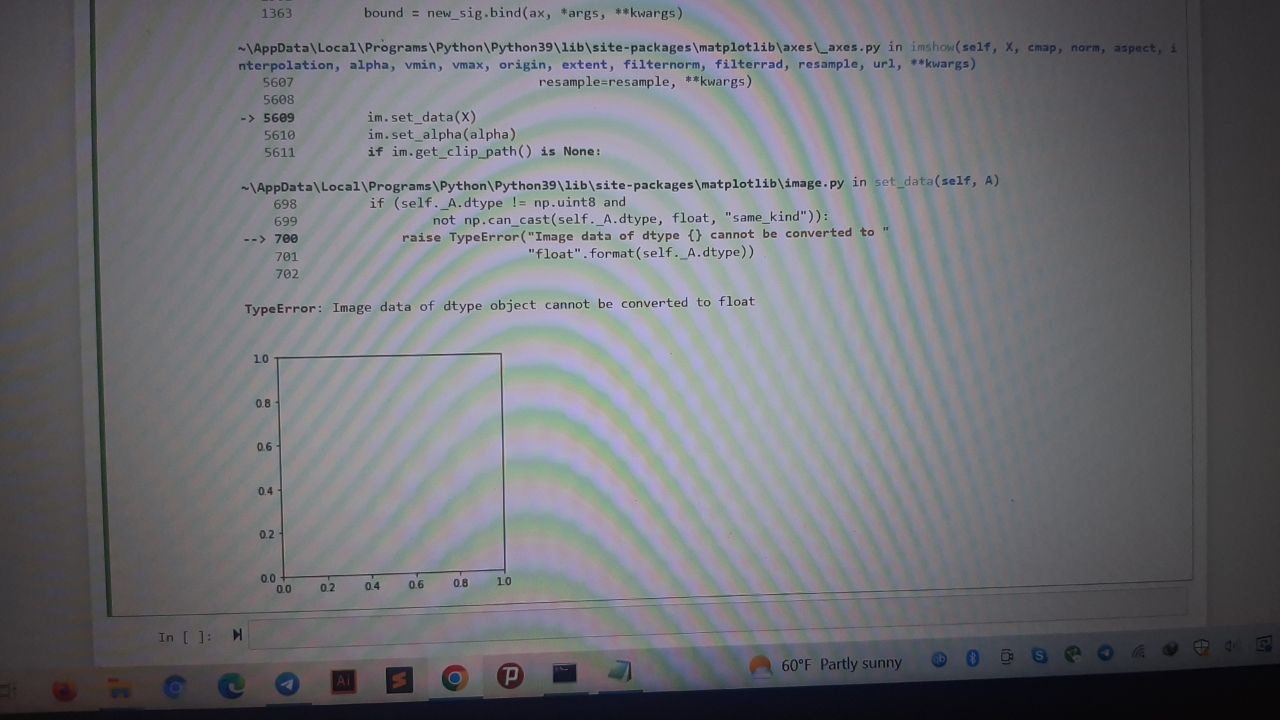 1363 bound = new_sig.bind(ax, *args, **kwargs)
~\AppData\Local\Programs\Python\Python39\lib\site-packages\matplotlib\axes\_axes.py in imshow(self, X, cmap, norm, aspect, i
nterpolation, alpha, vmin, vmax, origin, extent, filternorm, filterrad, resample, url, **kwargs)
5607 resample=resample, **kwargs)
5608
-> 5609 im.set_data(X)
5610 im.set_alpha(alpha)
5611 if im.get_clip_path() is None:
~\AppData\Local\Programs\Python\Python39\lib\site-packages\matplotlib\image.py in set_data(self, A)
698 if (self._A.dtype != np.uint8 and
699 not np.can_cast(self._A.dtype, float, "same_kind")):
--> 700 raise TypeError("Image data of dtype {} cannot be converted to "
701 "float".format(self._A.dtype))
702
TypeError: Image data of dtype object cannot be converted to float
1.0
0.8
0.6
0.4
0.2
0.0
0.0 0.2 0.4 0.6 0.8 1.0
In [ ]:
Ai
60°F Partly sunny